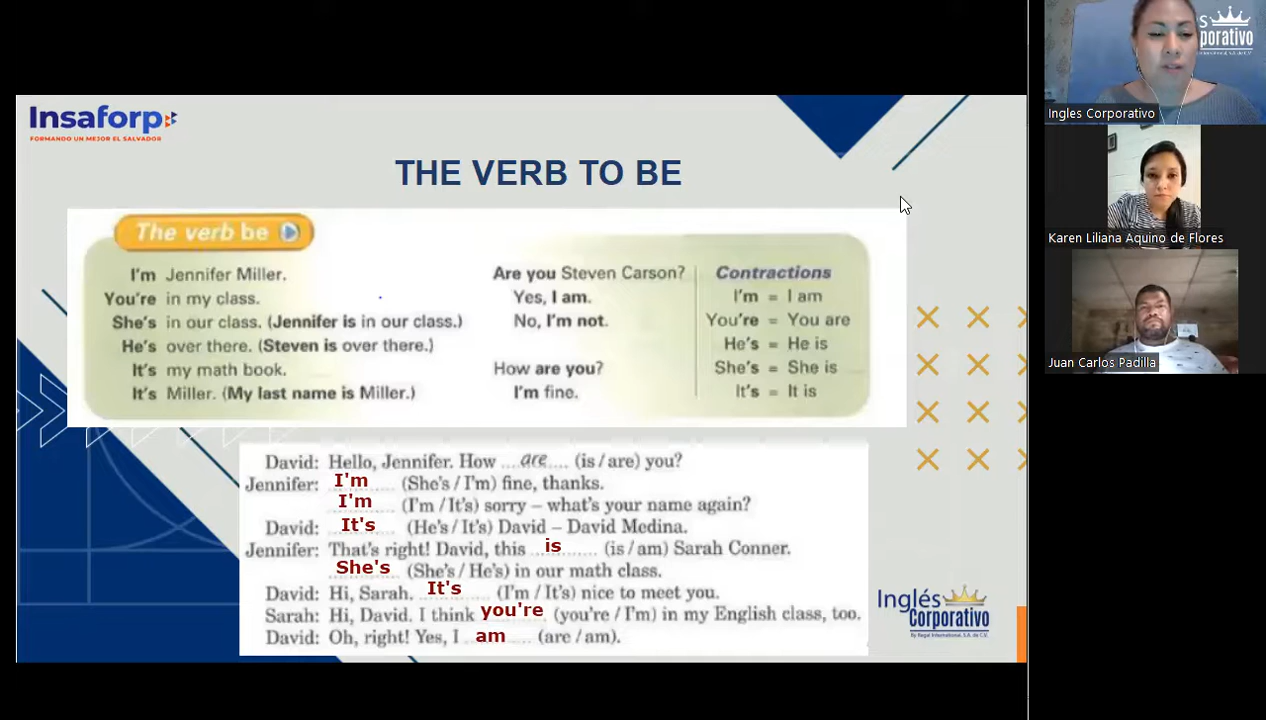 S
porativo
Ingles Corporativo
Karen Liliana Aquino de Flores
Juan Carlos Padilla
Insaforp
FORMANDO UN MEJOR EL SALVADOR
THE VERB TO BE
The verb be
I'm Jennifer Miller.
You're in my class.
She's in our class. (Jennifer is in our class.)
He's over there. (Steven is over there.)
It's my math book.
It's Miller. (My last name is Miller.)
Are you Steven Carson?
Yes, I am.
No, I'm not.
How are you?
I'm fine.
Contractions
I'm = I am
You're = You are
He's = He is
She's = She is
It's = It is
David: Hello, Jennifer. How ....are.... (is / are) you?
Jennifer: I'm (She's / I'm) fine, thanks.
I'm (I'm / It's) sorry – what's your name again?
David: It's (He's / It's) David – David Medina.
Jennifer: That's right! David, this is (is / am) Sarah Conner.
She's (She's / He's) in our math class.
David: Hi, Sarah. It's (I'm / It's) nice to meet you.
Sarah: Hi, David. I think you're (you're / I'm) in my English class, too.
David: Oh, right! Yes, I am (are / am).
Inglés
Corporativo
By Regal International, S.A. de C.V.